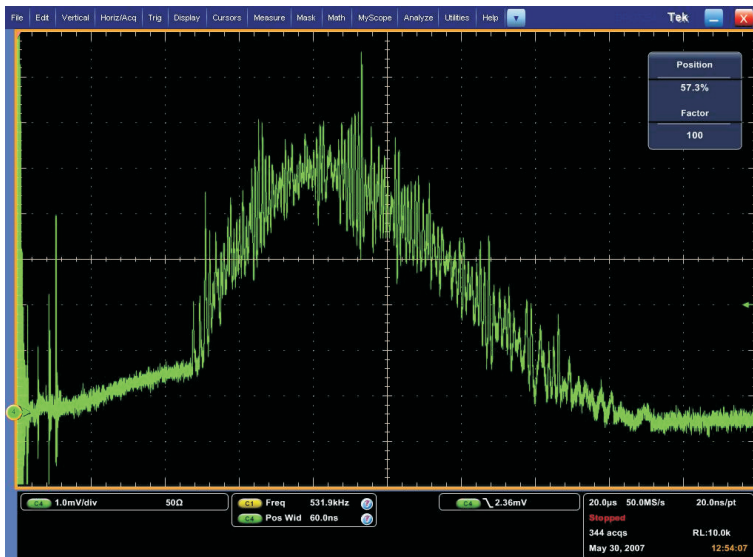 File Edit Vertical Horiz/Acq Trig Display Cursors Measure Mask Math MyScope Analyze Utilities Help Tek X
Position
57.3%
Factor
100
C4 1.0mV/div 50Ω
C1 Freq 531.9kHz
C4 Pos Wid 60.0ns
C4 2.36mV
20.0µs 50.0MS/s 20.0ns/pt
Stopped
344 acqs RL:10.0k
May 30, 2007 12:54:07